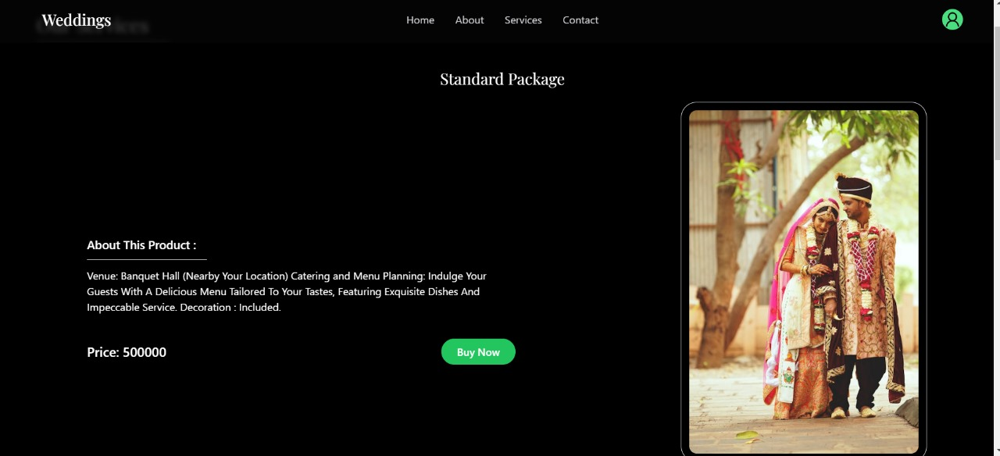 Weddings
Home About Services Contact
Standard Package
About This Product :
Venue: Banquet Hall (Nearby Your Location) Catering and Menu Planning: Indulge Your
Guests With A Delicious Menu Tailored To Your Tastes, Featuring Exquisite Dishes And
Impeccable Service. Decoration : Included.
Price: 500000
Buy Now